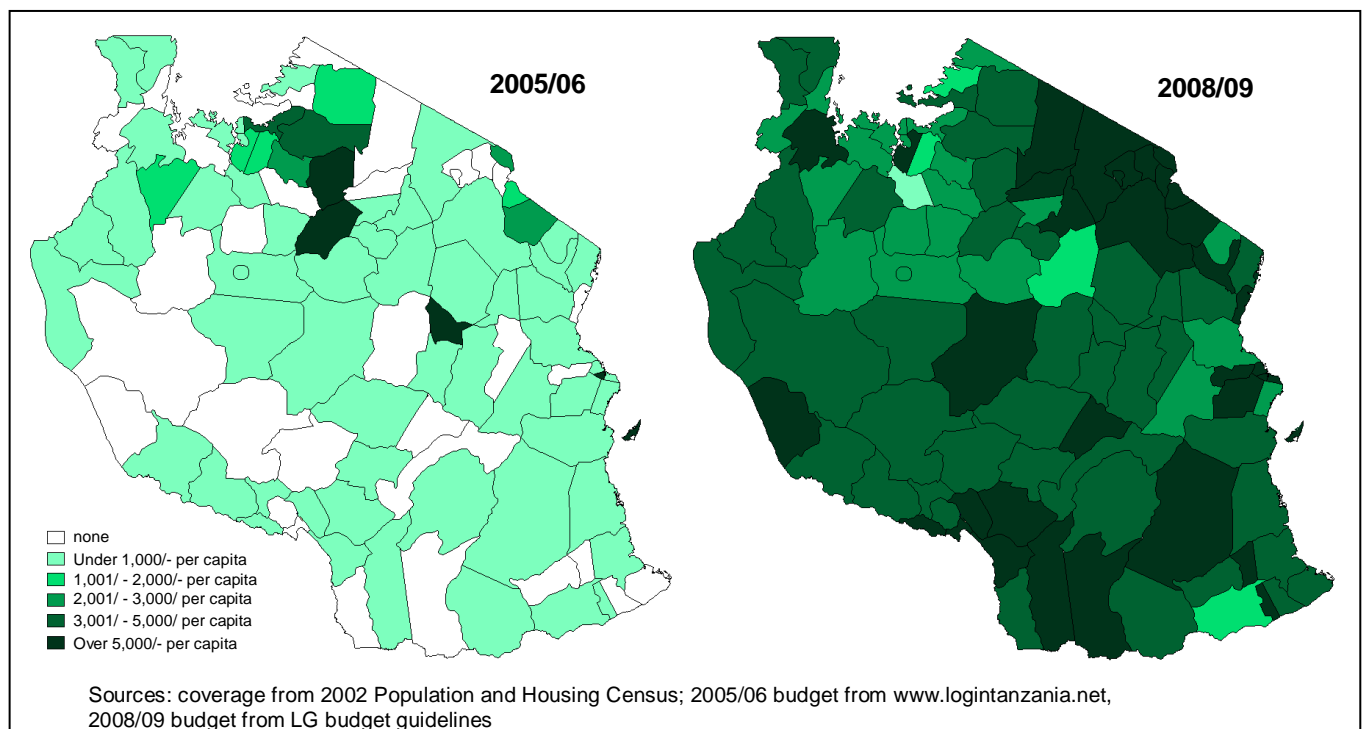 2005/06
2008/09
none
Under 1,000/- per capita
1,001/ - 2,000/- per capita
2,001/ - 3,000/ per capita
3,001/ - 5,000/ per capita
Over 5,000/- per capita
Sources: coverage from 2002 Population and Housing Census; 2005/06 budget from www.logintanzania.net,
2008/09 budget from LG budget guidelines